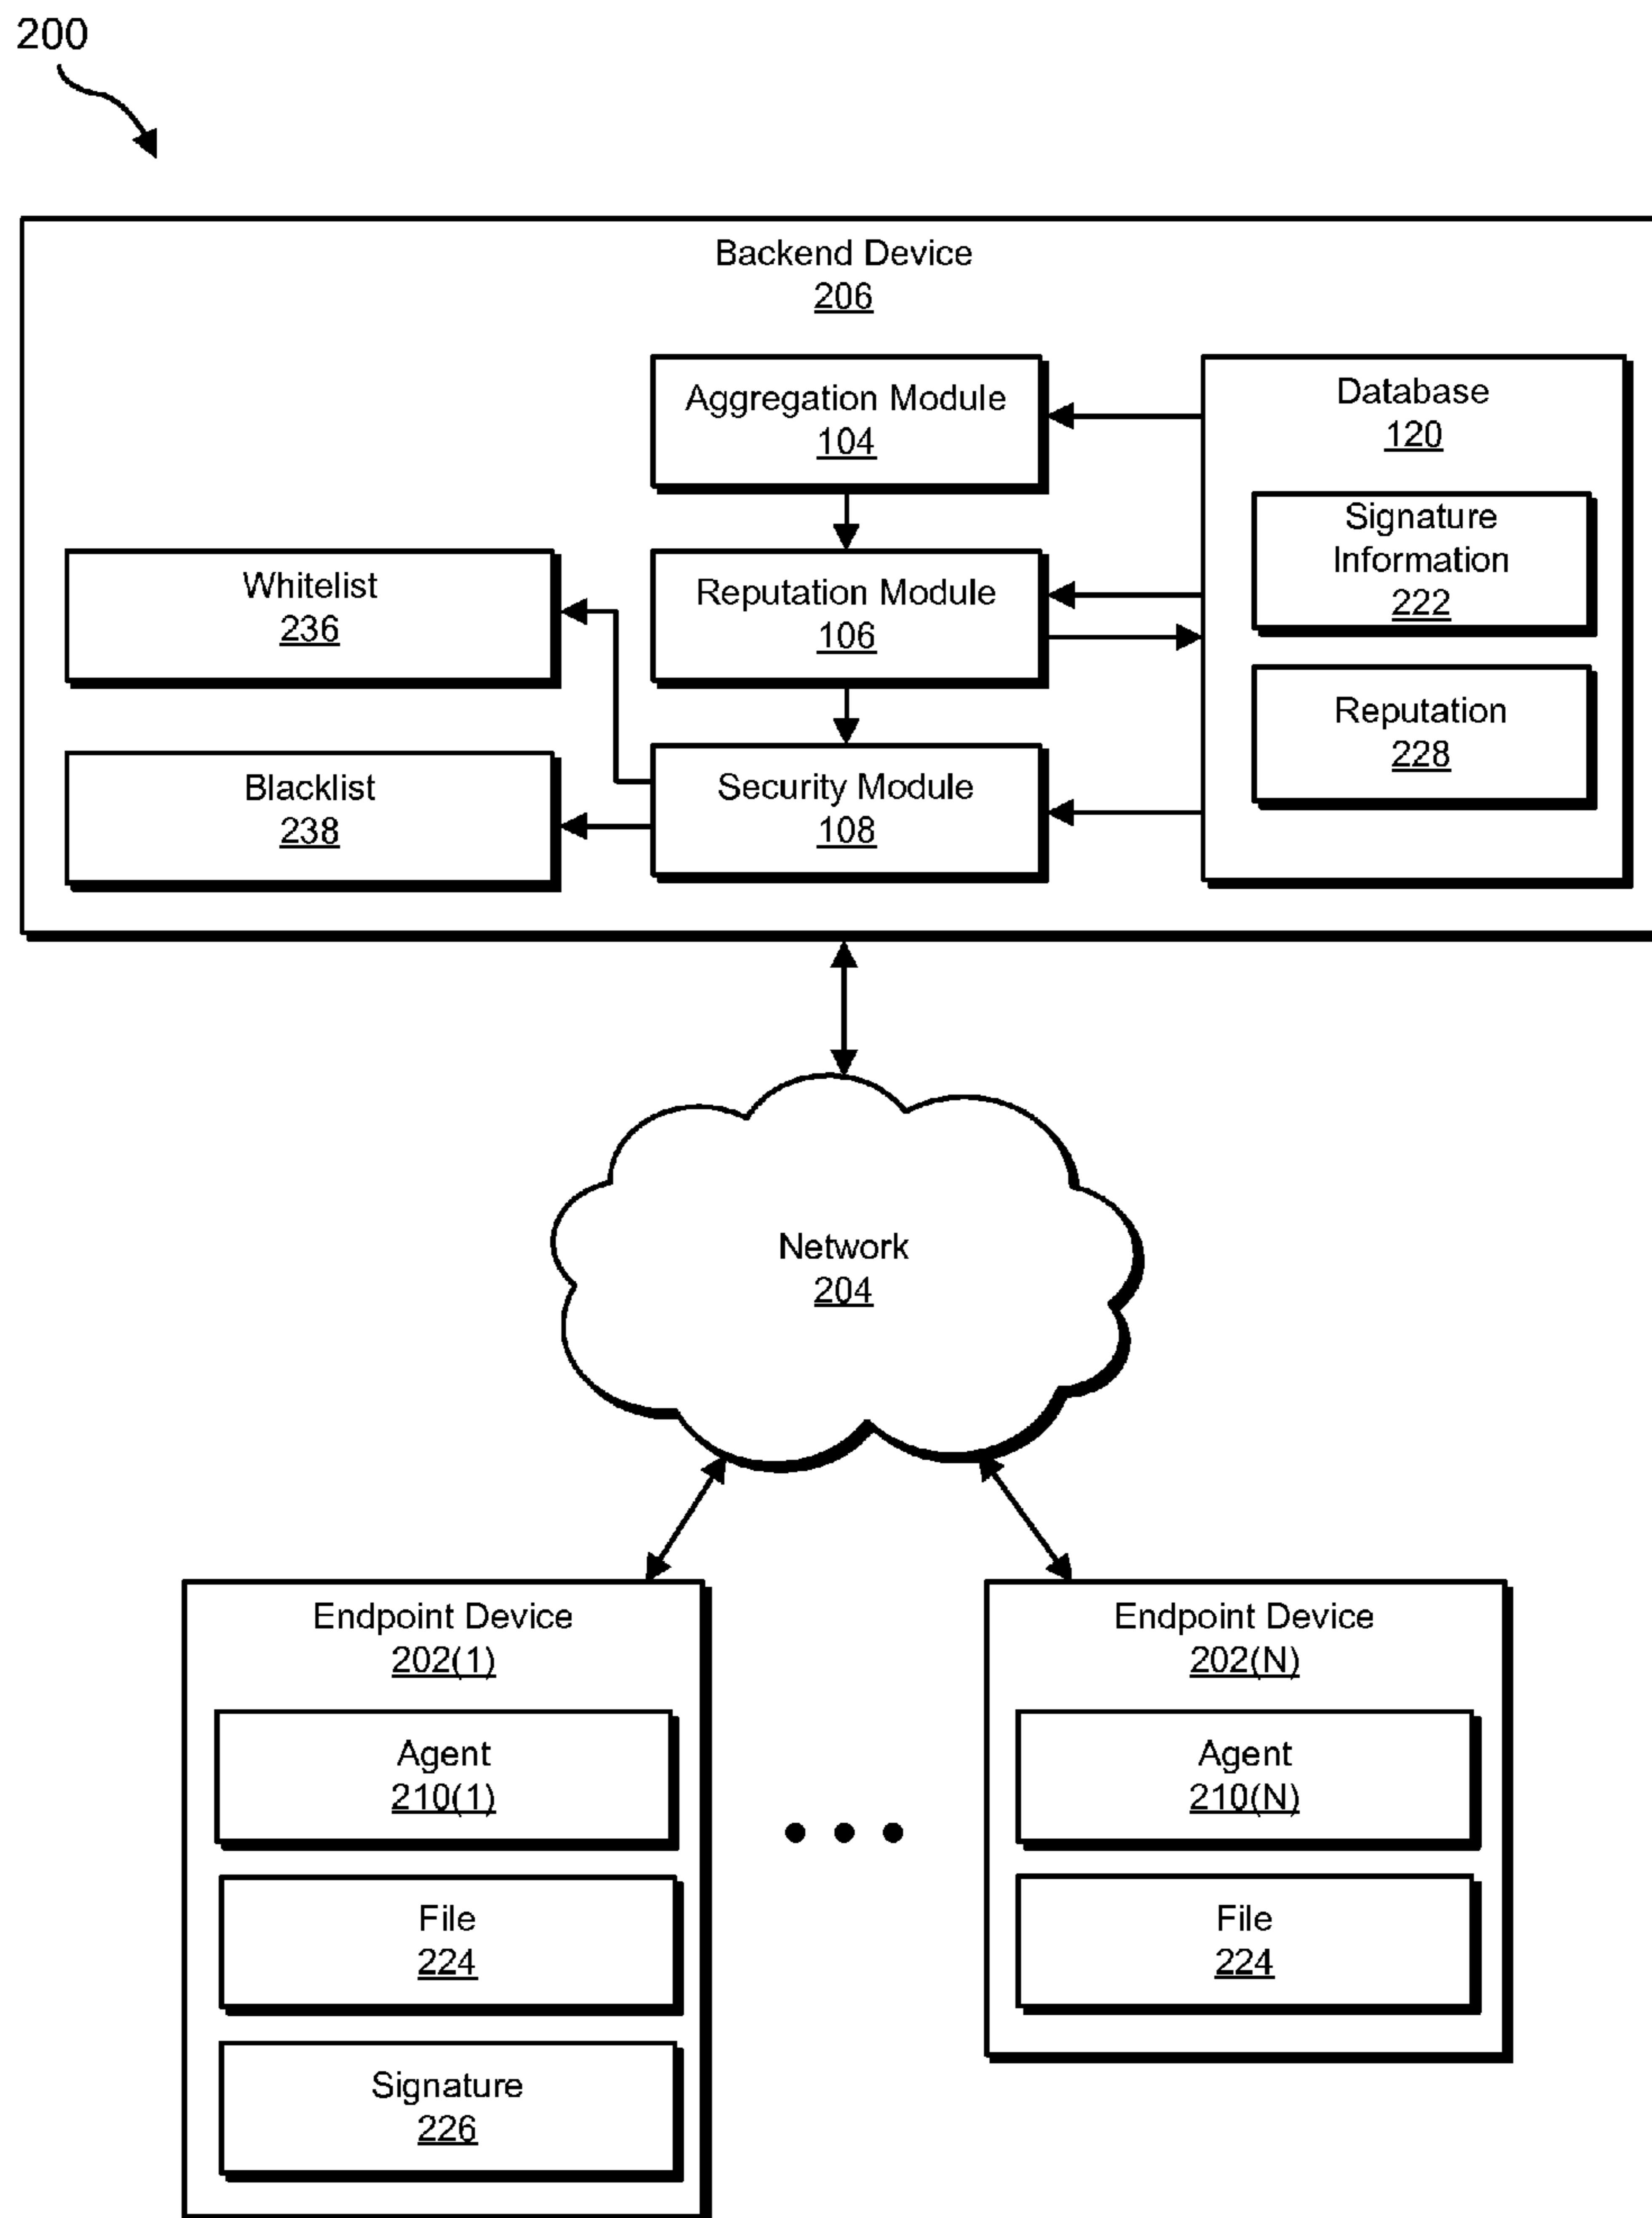 200
Backend Device
206
Aggregation Module
104
Database
120
Signature
Information
222
Whitelist
236
Reputation Module
106
Reputation
228
Blacklist
238
Security Module
108
Network
204
Endpoint Device
202(1)
Agent
210(1)
File
224
Signature
226
Endpoint Device
202(N)
Agent
210(N)
File
224